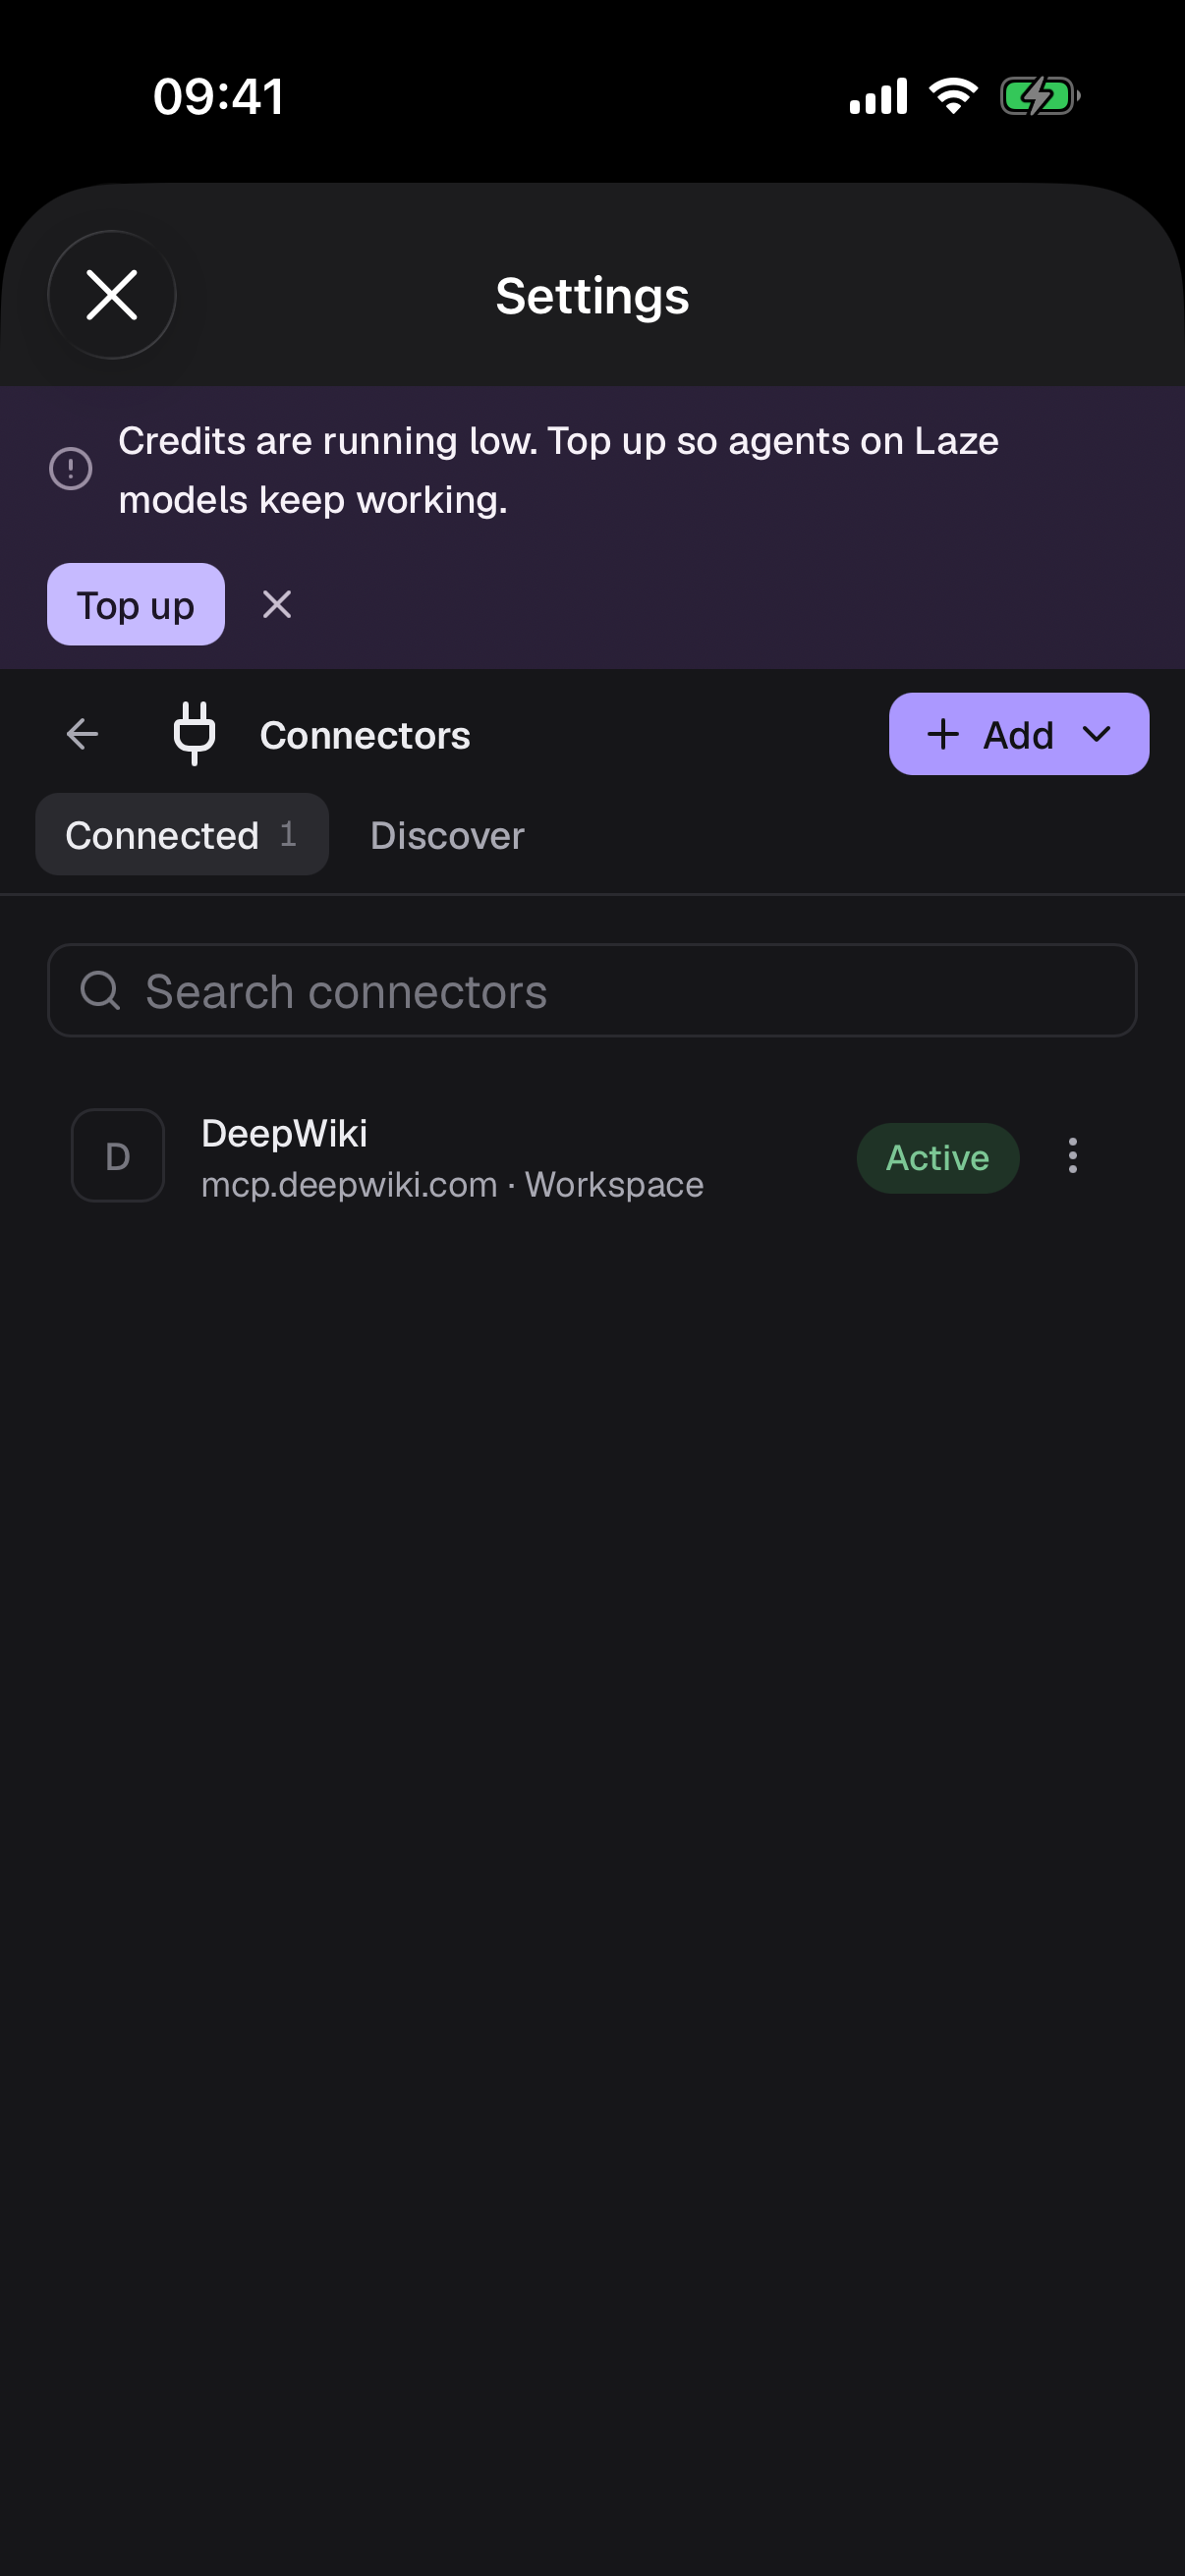 09:41
Settings
Credits are running low. Top up so agents on Laze
models keep working.
Top up
Connectors
Add
Connected 1
Discover
Search connectors
D
DeepWiki
mcp.deepwiki.com · Workspace
Active